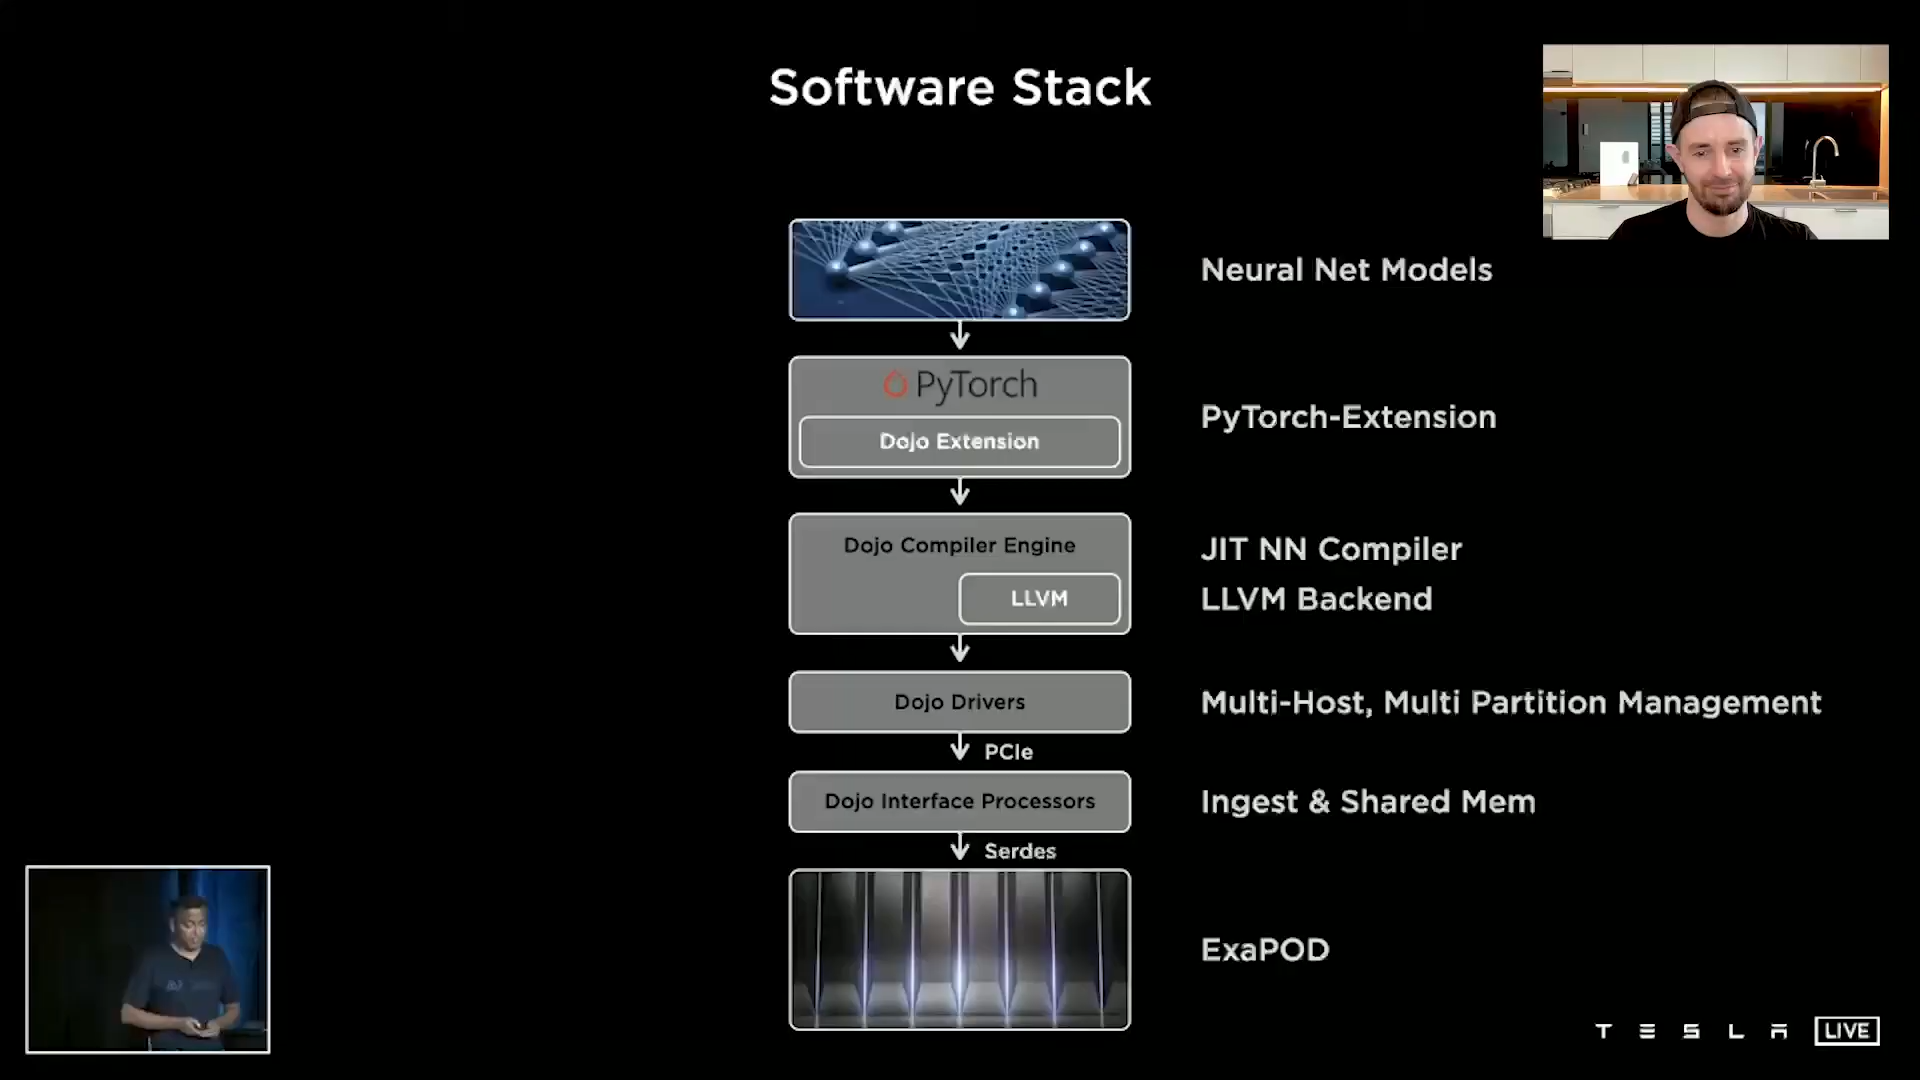 Software Stack
Neural Net Models
PyTorch
Dojo Extension
PyTorch-Extension
Dojo Compiler Engine
LLVM
JIT NN Compiler
LLVM Backend
Dojo Drivers
Multi-Host, Multi Partition Management
PCIe
Dojo Interface Processors
Ingest & Shared Mem
Serdes
ExaPOD
TESLA LIVE